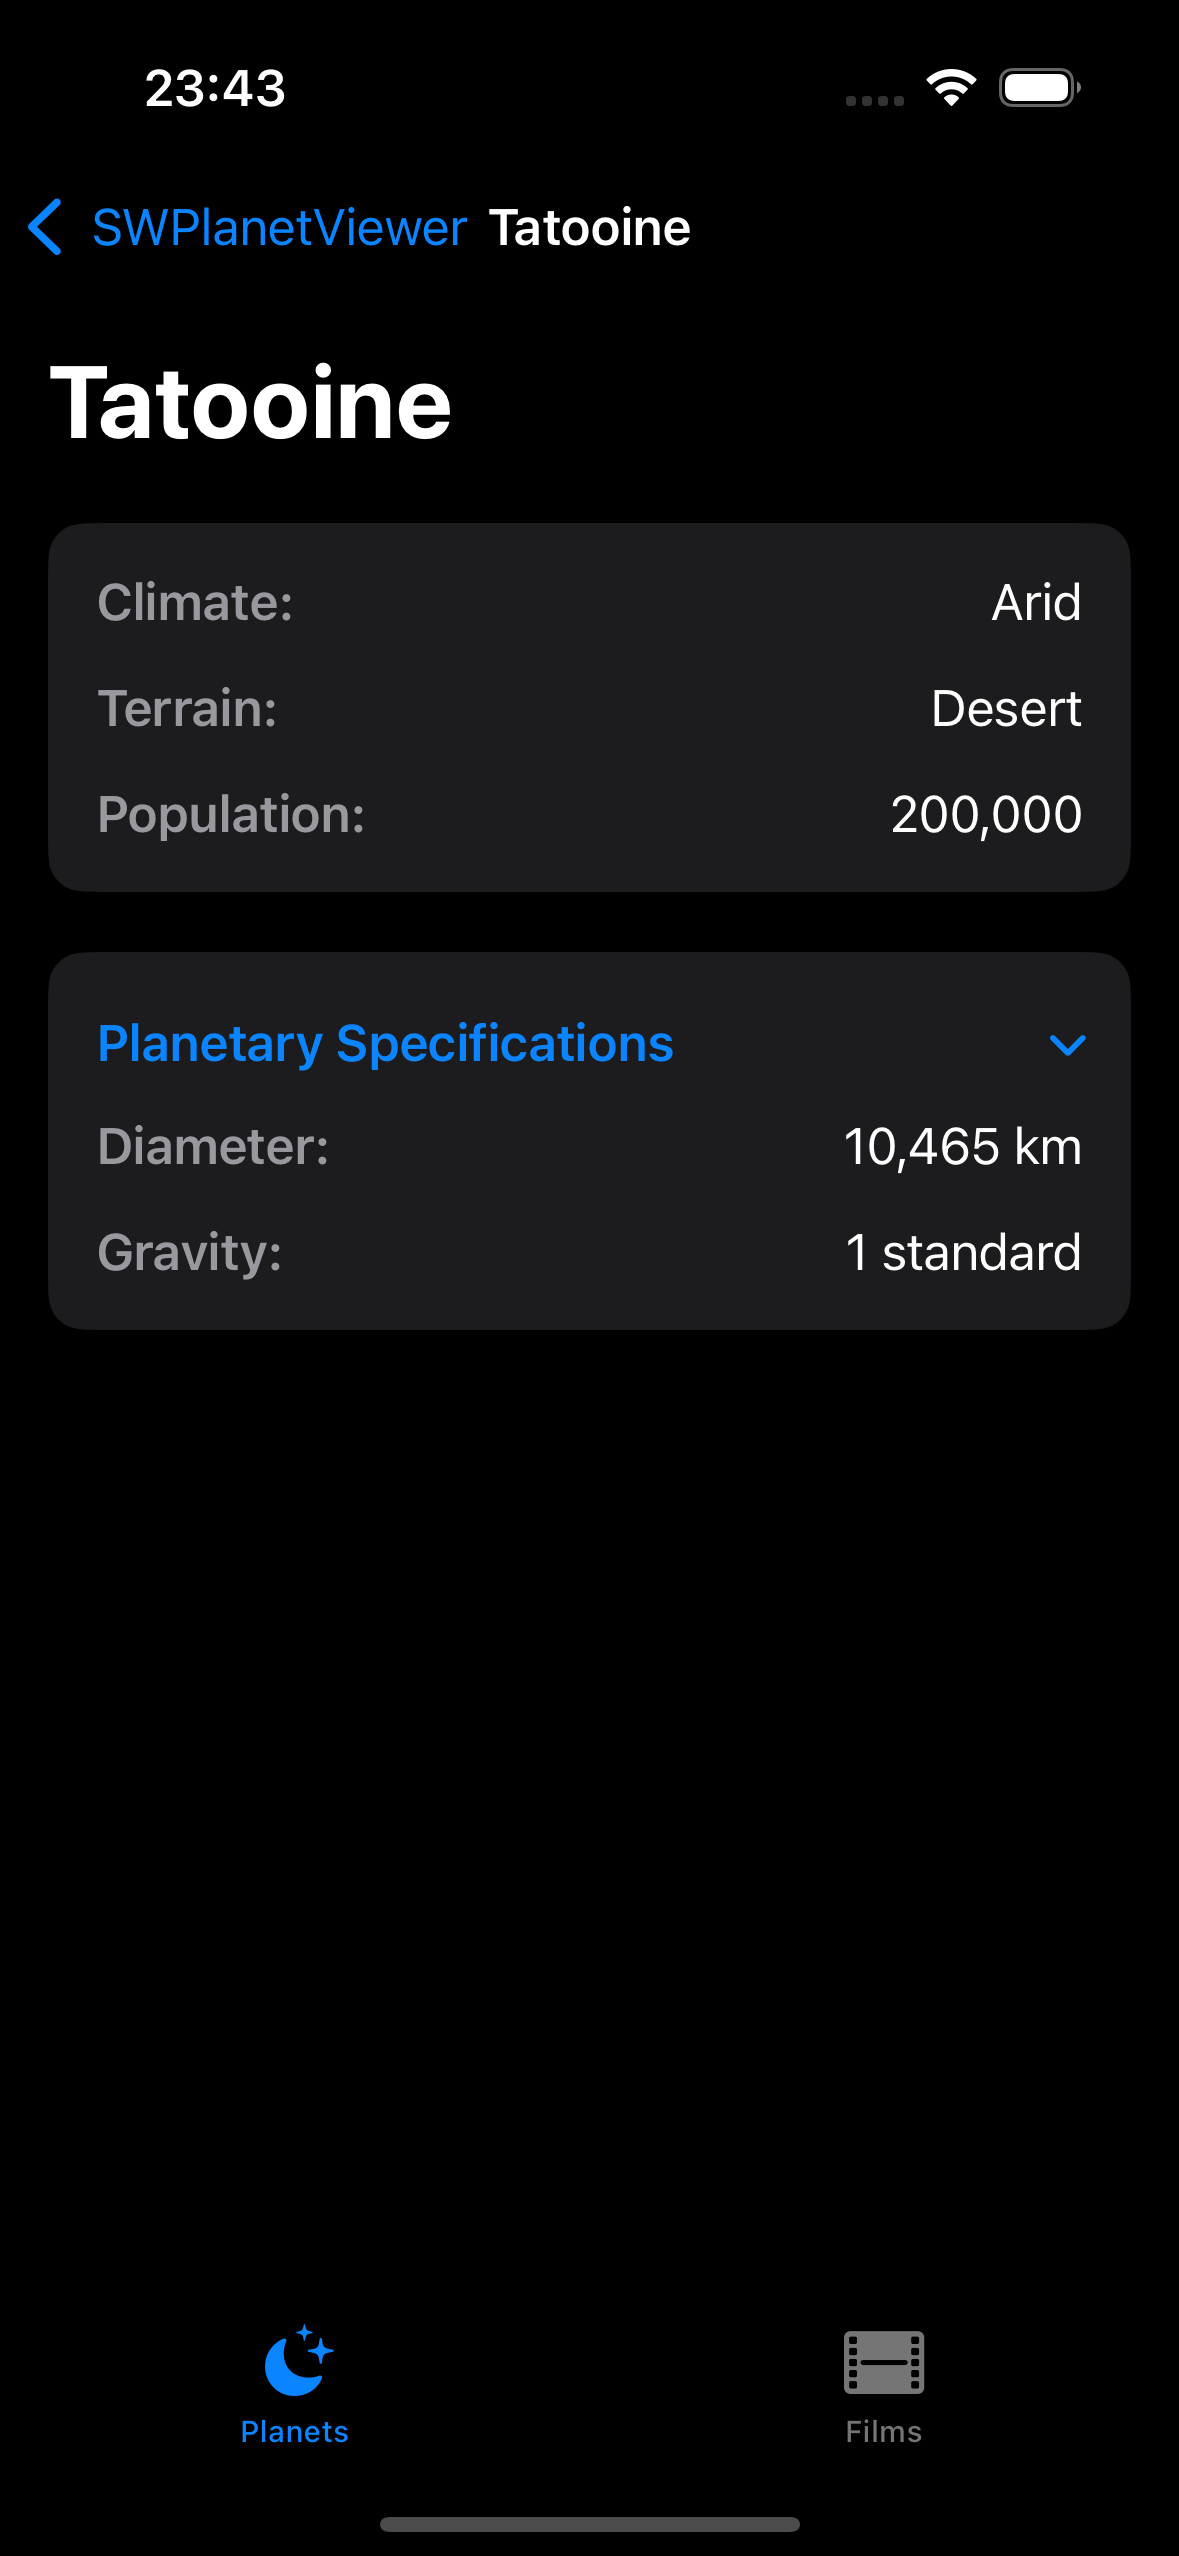 23:43
SWPlanetViewer Tatooine
Tatooine
Climate: Arid
Terrain: Desert
Population: 200,000
Planetary Specifications
Diameter: 10,465 km
Gravity: 1 standard
Planets Films